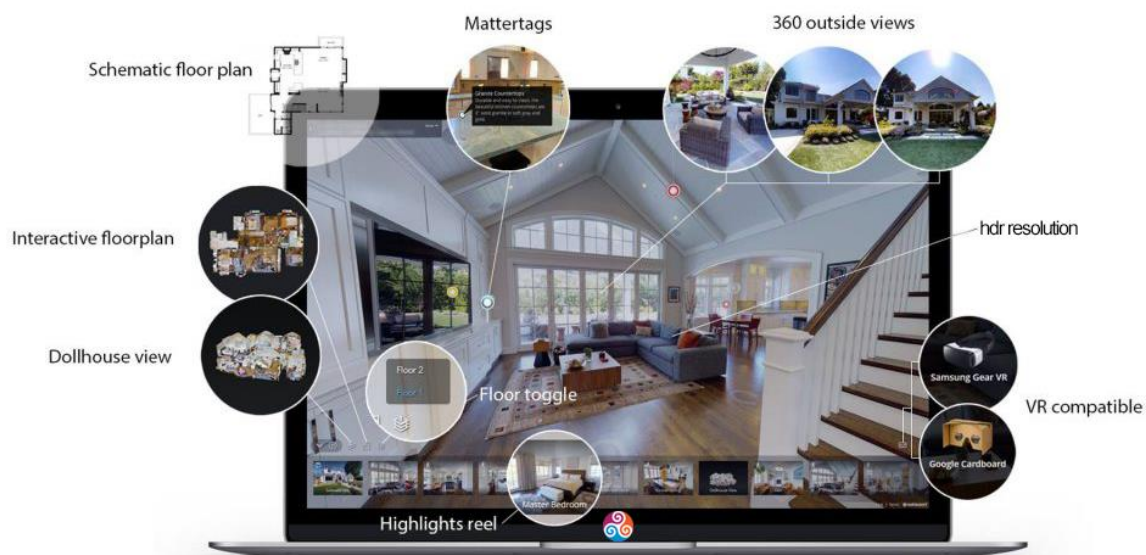 Mattertags
360 outside views
Schematic floor plan
Granite Countertops
Interactive floorplan
hdr resolution
Dollhouse view
Floor 2
Floor 1
Floor toggle
Samsung Gear VR
VR compatible
Google Cardboard
Master Bedroom
Highlights reel